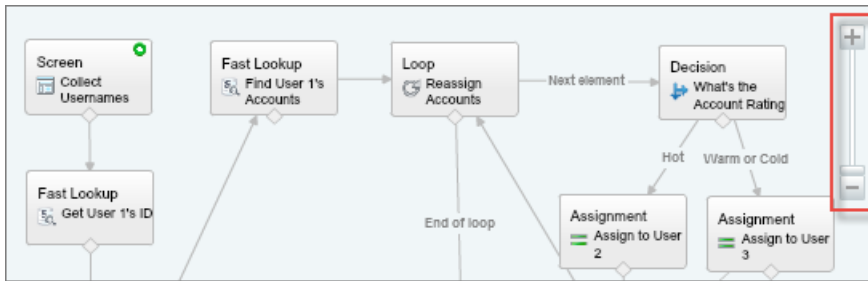 Screen
Collect
Usernames
Fast Lookup
Find User 1's
Accounts
Loop
Reassign
Accounts
Next element
Decision
What's the
Account Rating
Hot
Warm or Cold
Fast Lookup
Get User 1's ID
End of loop
Assignment
Assign to User
2
Assignment
Assign to User
3